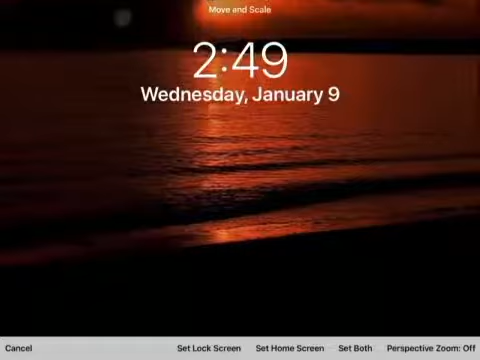 Move and Scale
2:49
Wednesday, January 9
Cancel Set Lock Screen Set Home Screen Set Both Perspective Zoom: Off